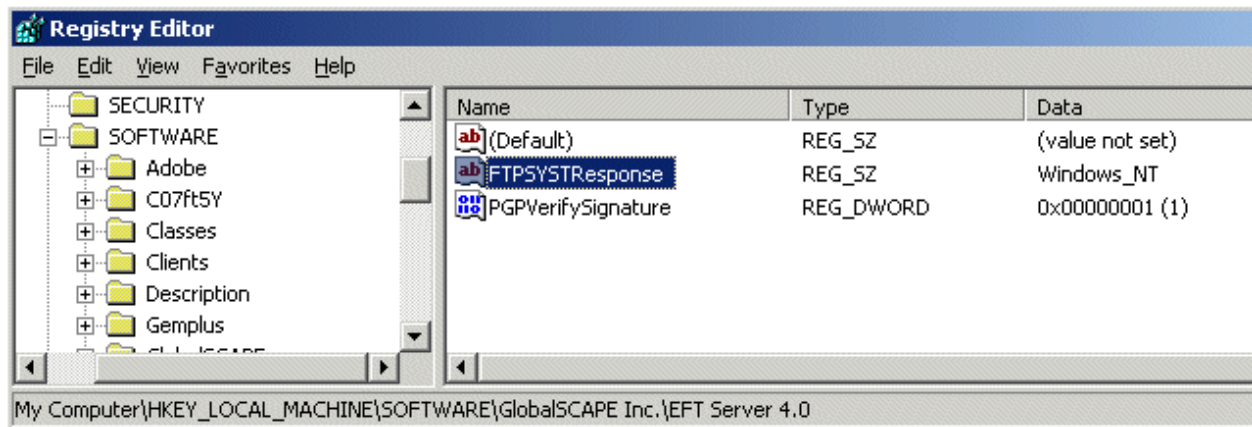 Registry Editor
File Edit View Favorites Help
SECURITY
SOFTWARE
Adobe
C07ft5Y
Classes
Clients
Description
Gemplus
Name Type Data
(Default) REG_SZ (value not set)
FTPSYSTResponse REG_SZ Windows_NT
PGPVerifySignature REG_DWORD 0x00000001 (1)
My Computer\HKEY_LOCAL_MACHINE\SOFTWARE\GlobalSCAPE Inc.\EFT Server 4.0